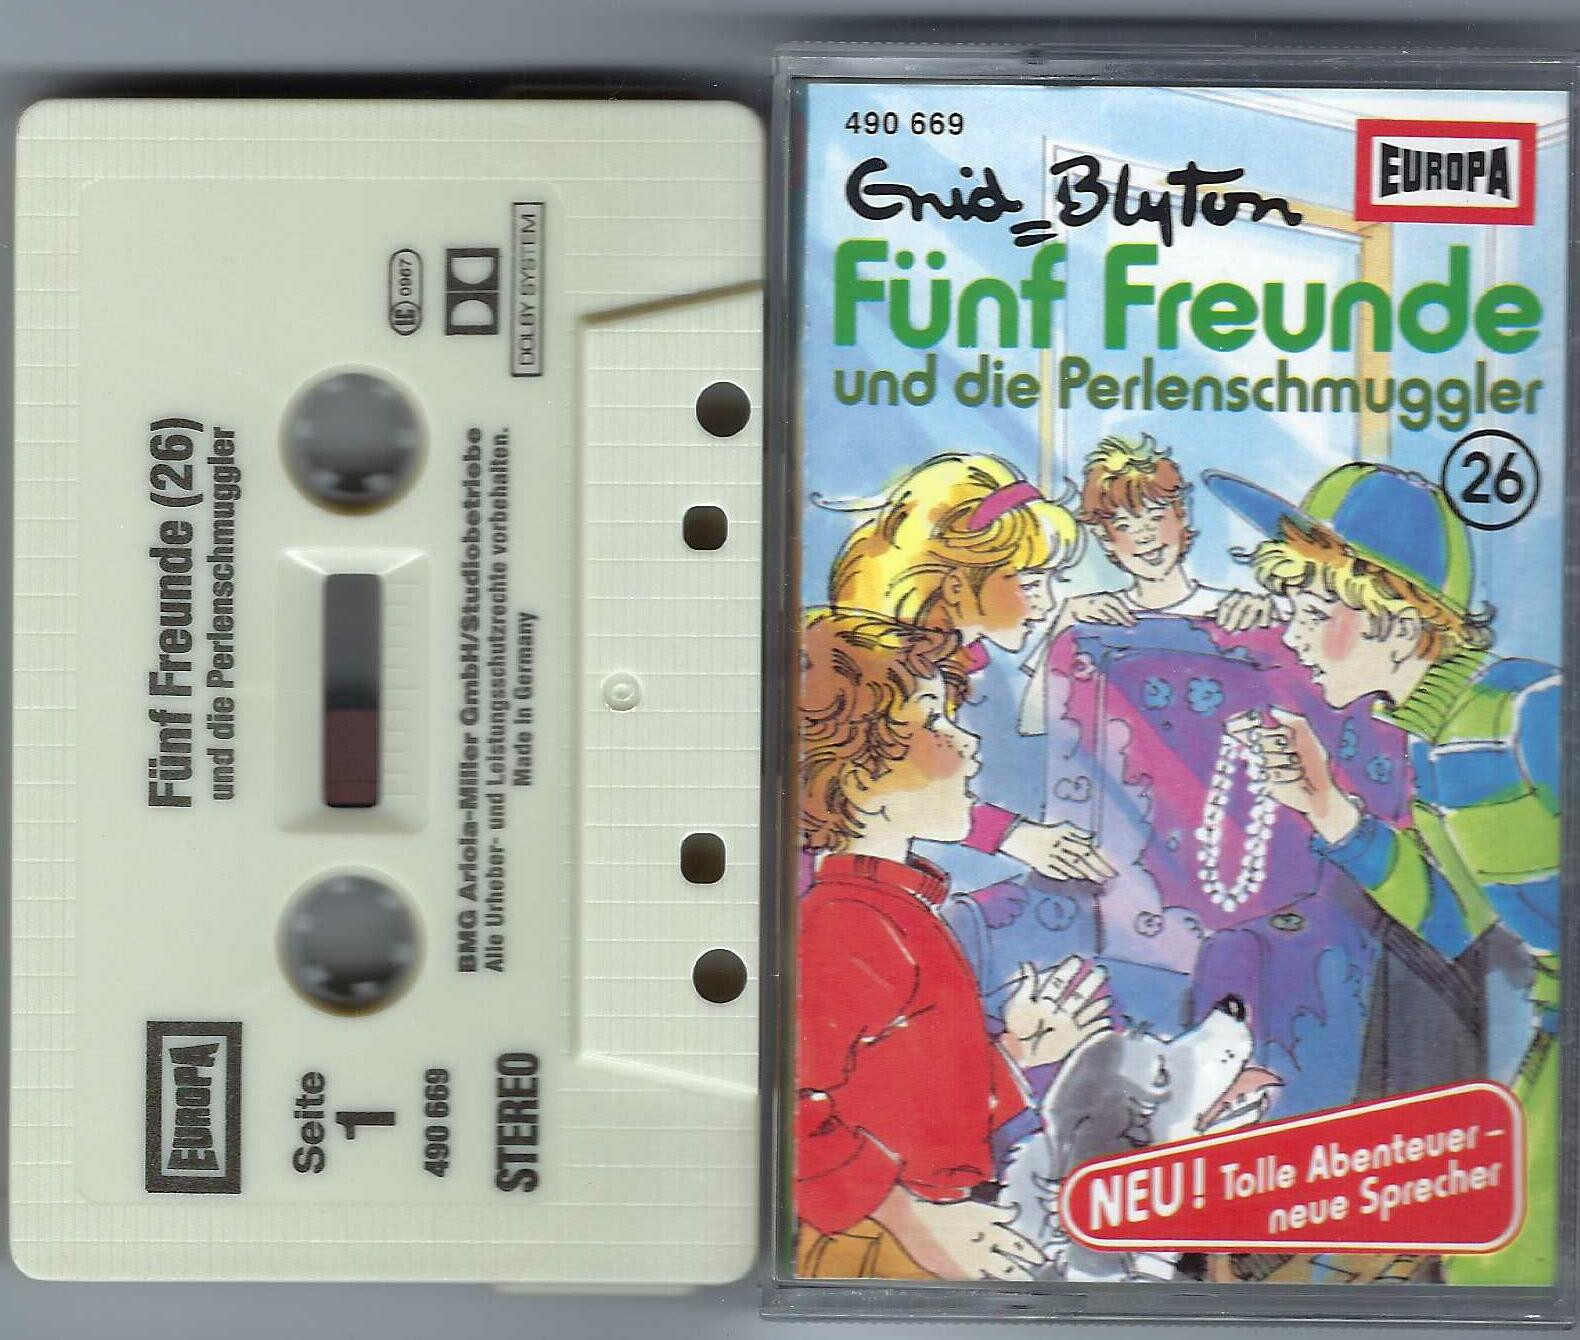 Fünf Freunde (26)
und die Perlenschmuggler
EUROPA
Seite
1
490 669
STEREO
LC 0967
DOLBY SYSTEM
BMG Ariola-Miller GmbH/Studiobetriebe
Alle Urheber- und Leistungsschutzrechte vorbehalten.
Made in Germany
490 669
EUROPA
Enid Blyton
Fünf Freunde
und die Perlenschmuggler
26
NEU! Tolle Abenteuer –
neue Sprecher